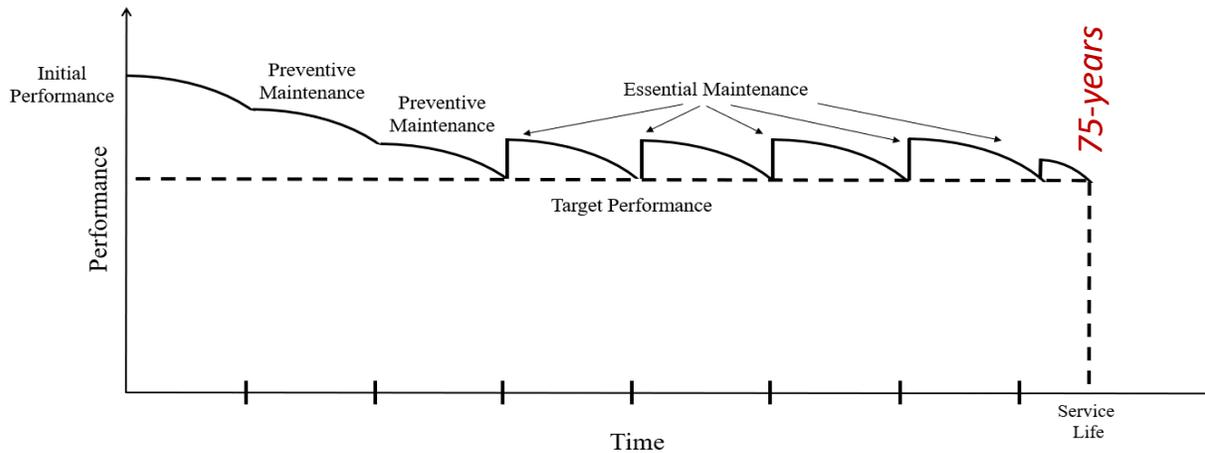 Initial
Performance
Preventive
Maintenance
Preventive
Maintenance
Essential Maintenance
75-years
Target Performance
Performance
Service
Life
Time